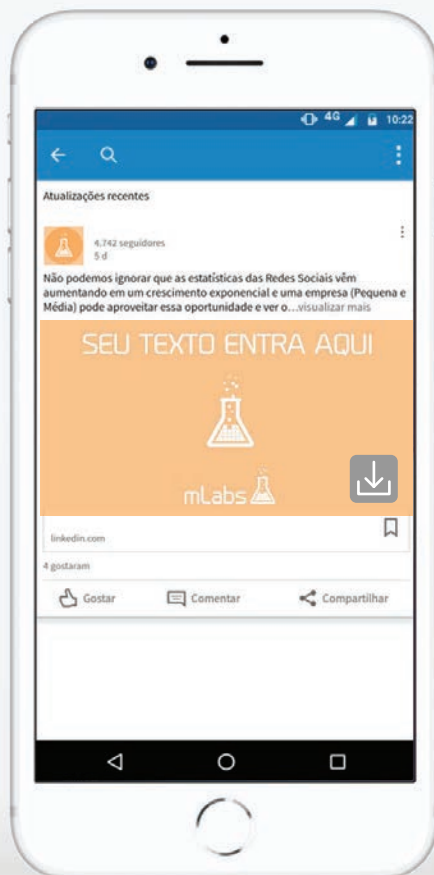 4G 10:22
Atualizações recentes
4.742 seguidores
5 d
Não podemos ignorar que as estatísticas das Redes Sociais vêm
aumentando em um crescimento exponencial e uma empresa (Pequena e
Média) pode aproveitar essa oportunidade e ver o...visualizar mais
SEU TEXTO ENTRA AQUI
mLabs
linkedin.com
4 gostaram
Gostar Comentar Compartilhar